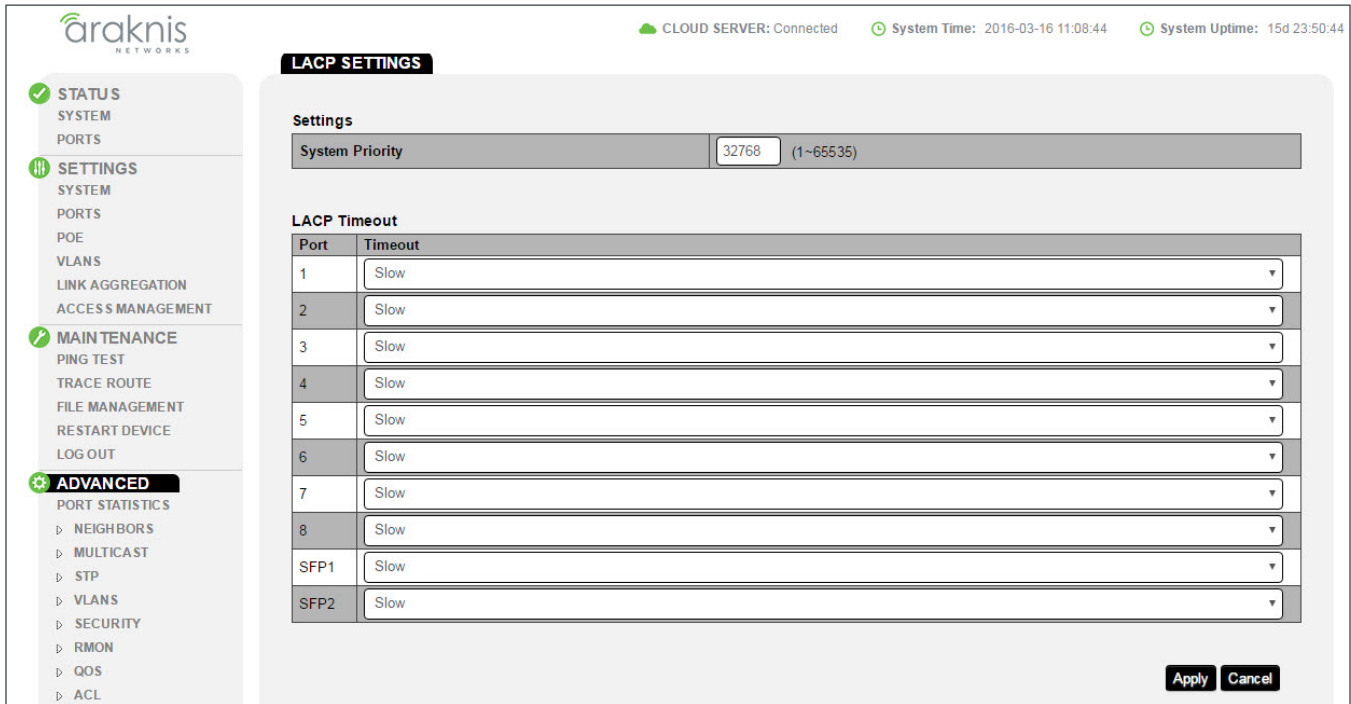 araknis
NETWORKS
CLOUD SERVER: Connected
System Time: 2016-03-16 11:08:44
System Uptime: 15d 23:50:44
LACP SETTINGS
STATUS
SYSTEM
PORTS
SETTINGS
SYSTEM
PORTS
POE
VLANS
LINK AGGREGATION
ACCESS MANAGEMENT
MAINTENANCE
PING TEST
TRACE ROUTE
FILE MANAGEMENT
RESTART DEVICE
LOG OUT
ADVANCED
PORT STATISTICS
NEIGHBORS
MULTICAST
STP
VLANS
SECURITY
RMON
QOS
ACL
Settings
System Priority 32768 (1~65535)
LACP Timeout
Port Timeout
1 Slow
2 Slow
3 Slow
4 Slow
5 Slow
6 Slow
7 Slow
8 Slow
SFP1 Slow
SFP2 Slow
Apply Cancel